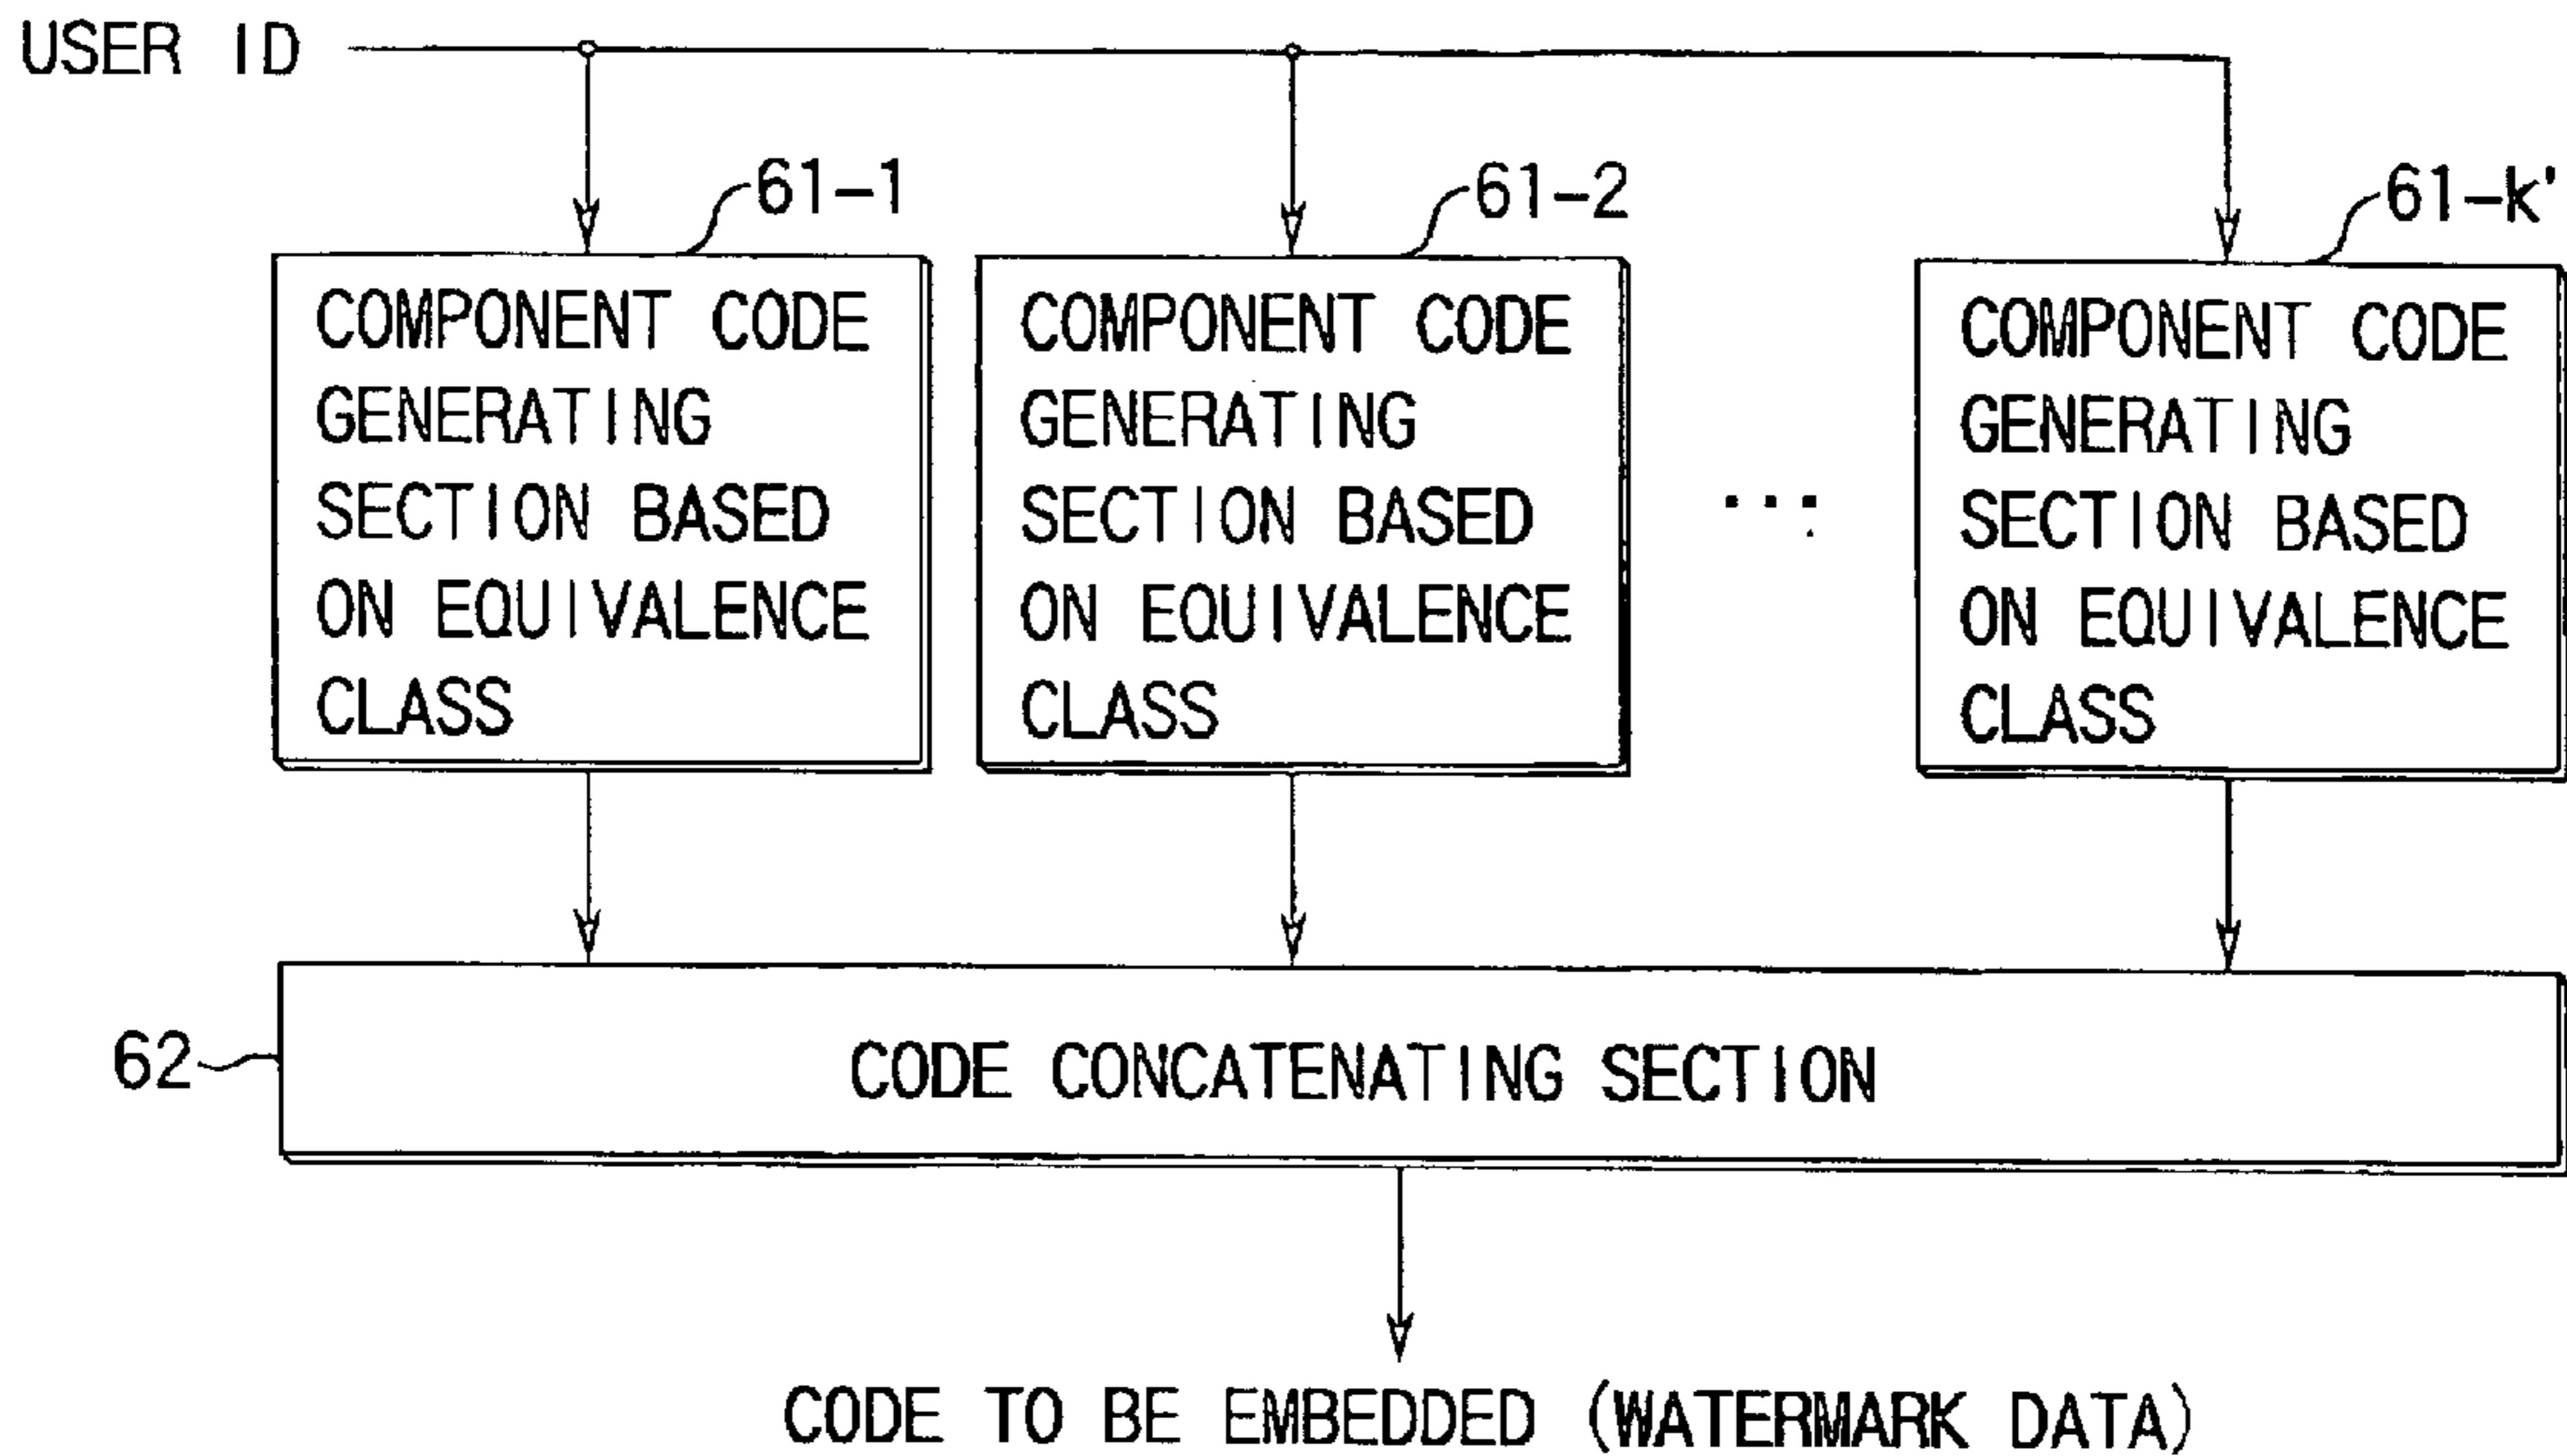 USER ID
61-1
61-2
61-k'
COMPONENT CODE
GENERATING
SECTION BASED
ON EQUIVALENCE
CLASS
COMPONENT CODE
GENERATING
SECTION BASED
ON EQUIVALENCE
CLASS
...
COMPONENT CODE
GENERATING
SECTION BASED
ON EQUIVALENCE
CLASS
62
CODE CONCATENATING SECTION
CODE TO BE EMBEDDED (WATERMARK DATA)